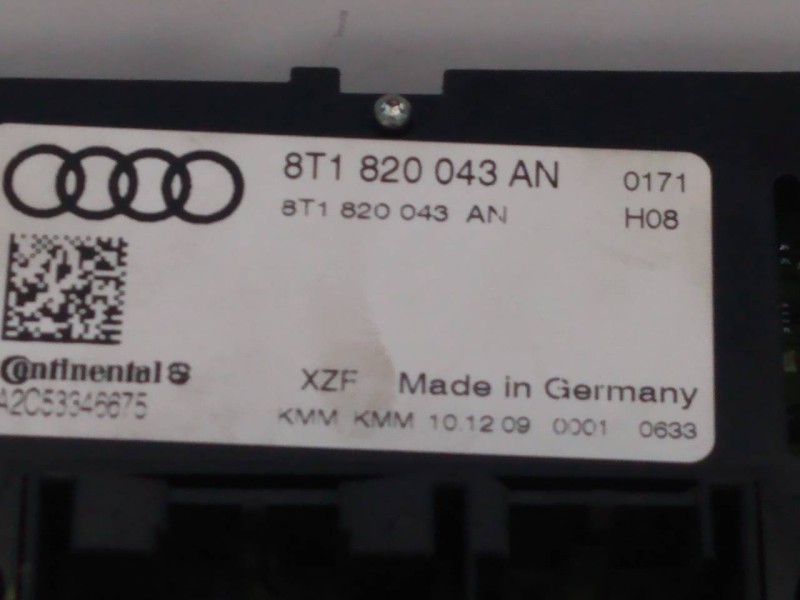 8T1 820 043 AN 0171
8T1 820 043 AN H08
Continental
A2C53346675
XZF Made in Germany
KMM KMM 10.12.09 0001 0633